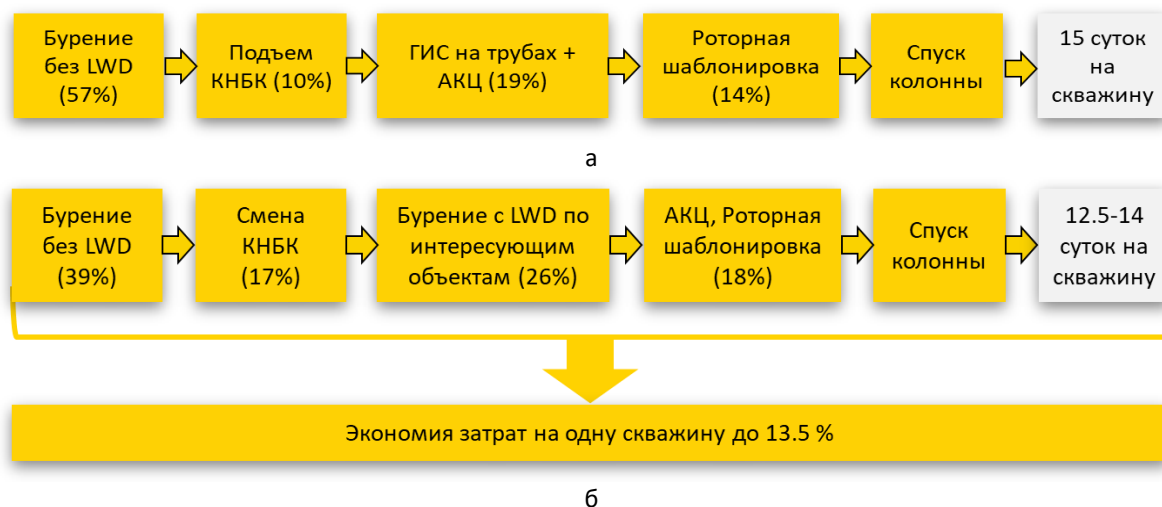 Бурение
без LWD
(57%)
Подъем
КНБК (10%)
ГИС на трубах +
АКЦ (19%)
Роторная
шаблонировка
(14%)
Спуск
колонны
15 суток
на
скважину
а
Бурение
без LWD
(39%)
Смена
КНБК
(17%)
Бурение с LWD по
интересующим
объектам (26%)
АКЦ, Роторная
шаблонировка
(18%)
Спуск
колонны
12.5-14
суток на
скважину
Экономия затрат на одну скважину до 13.5 %
б